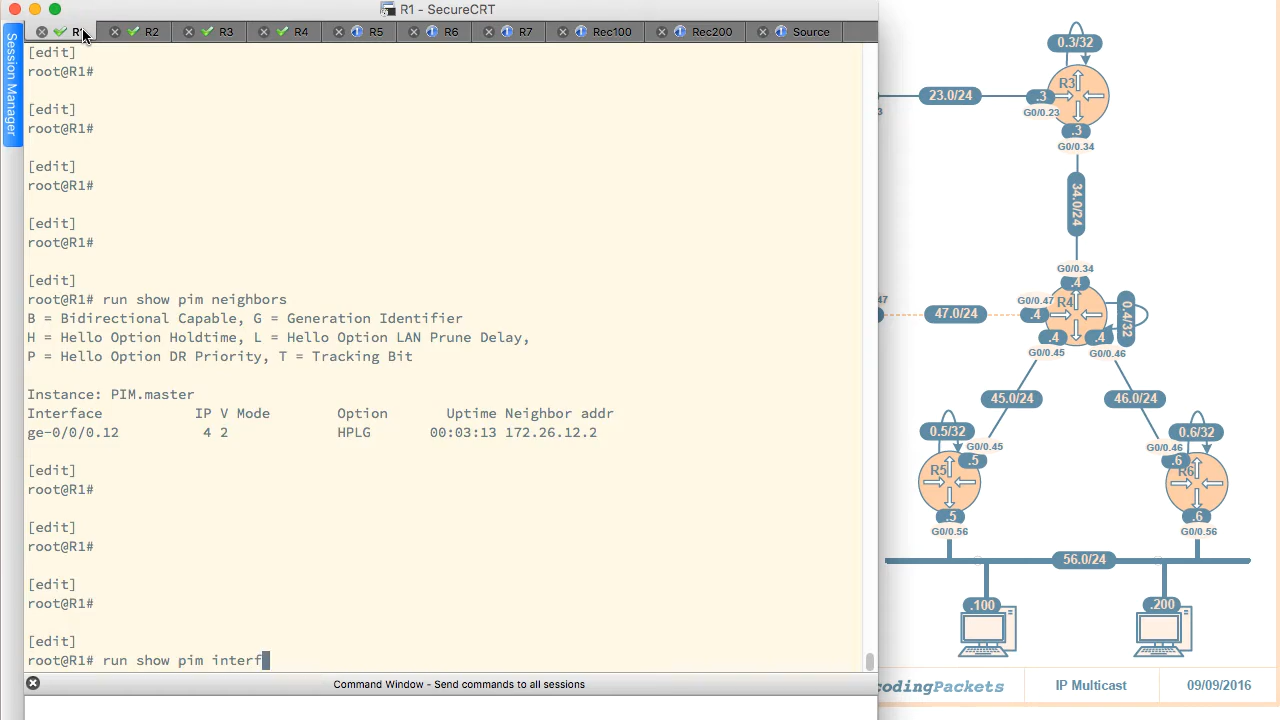 R1 - SecureCRT
R2
R3
R4
R5
R6
R7
Rec100
Rec200
Source
Session Manager
[edit]
root@R1#
[edit]
root@R1#
[edit]
root@R1#
[edit]
root@R1#
[edit]
root@R1# run show pim neighbors
B = Bidirectional Capable, G = Generation Identifier
H = Hello Option Holdtime, L = Hello Option LAN Prune Delay,
P = Hello Option DR Priority, T = Tracking Bit
Instance: PIM.master
Interface IP V Mode Option Uptime Neighbor addr
ge-0/0/0.12 4 2 HPLG 00:03:13 172.26.12.2
[edit]
root@R1#
[edit]
root@R1#
[edit]
root@R1#
[edit]
root@R1# run show pim interf
Command Window - Send commands to all sessions
0.3/32
R3
23.0/24
.3
G0/0.23
.3
G0/0.34
34.0/24
G0/0.34
.4
47
G0/0.47
R4
47.0/24
.4
0.4/32
.4
.4
G0/0.45
G0/0.46
45.0/24
46.0/24
0.5/32
0.6/32
G0/0.45
G0/0.46
R5
.5
.6
R6
.5
.6
G0/0.56
G0/0.56
56.0/24
.100
.200
codingPackets
IP Multicast
09/09/2016